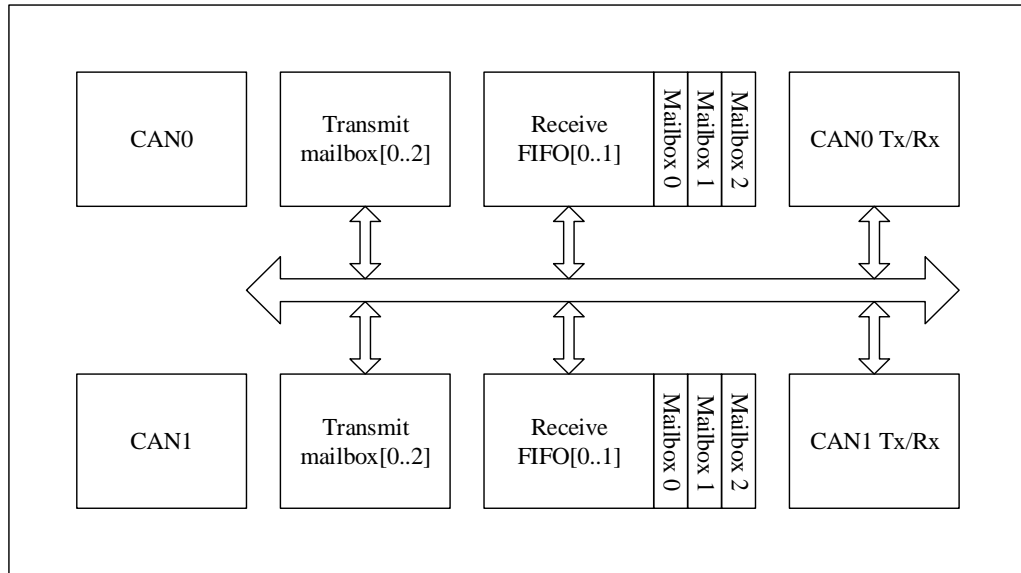 CAN0
Transmit
mailbox[0..2]
Receive
FIFO[0..1]
Mailbox 0
Mailbox 1
Mailbox 2
CAN0 Tx/Rx
CAN1
Transmit
mailbox[0..2]
Receive
FIFO[0..1]
Mailbox 0
Mailbox 1
Mailbox 2
CAN1 Tx/Rx